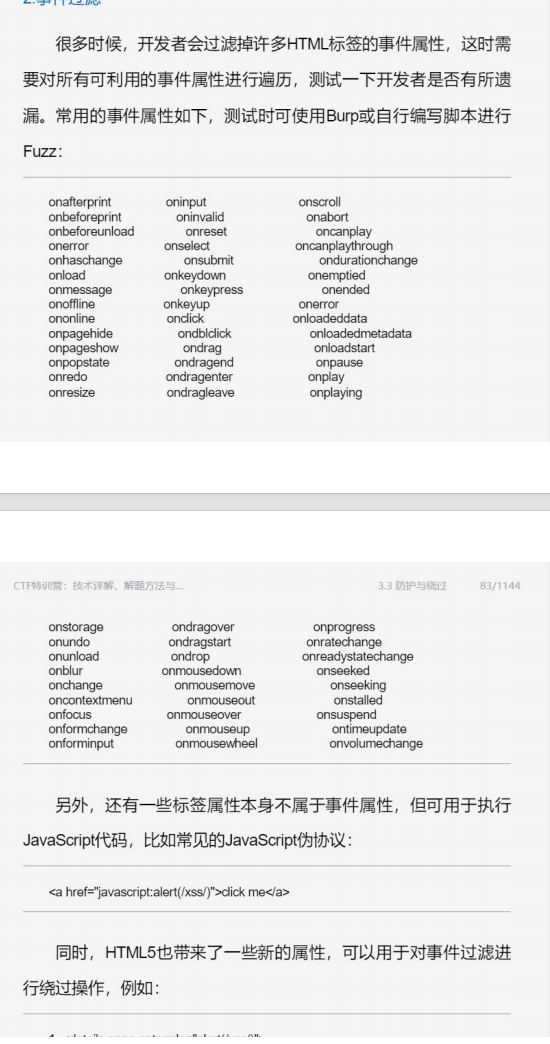 2.事件过滤
很多时候，开发者会过滤掉许多HTML标签的事件属性，这时需
要对所有可利用的事件属性进行遍历，测试一下开发者是否有所遗
漏。常用的事件属性如下，测试时可使用Burp或自行编写脚本进行
Fuzz：
onafterprint oninput onscroll
onbeforeprint oninvalid onabort
onbeforeunload onreset oncanplay
onerror onselect oncanplaythrough
onhaschange onsubmit ondurationchange
onload onkeydown onemptied
onmessage onkeypress onended
onoffline onkeyup onerror
ononline onclick onloadeddata
onpagehide ondblclick onloadedmetadata
onpageshow ondrag onloadstart
onpopstate ondragend onpause
onredo ondragenter onplay
onresize ondragleave onplaying
CTF特训营：技术详解、解题方法与... 3.3 防护与绕过 83/1144
onstorage ondragover onprogress
onundo ondragstart onratechange
onunload ondrop onreadystatechange
onblur onmousedown onseeked
onchange onmousemove onseeking
oncontextmenu onmouseout onstalled
onfocus onmouseover onsuspend
onformchange onmouseup ontimeupdate
onforminput onmousewheel onvolumechange
另外，还有一些标签属性本身不属于事件属性，但可用于执行
JavaScript代码，比如常见的JavaScript伪协议：
<a href="javascript:alert(/xss/)">click me</a>
同时，HTML5也带来了一些新的属性，可以用于对事件过滤进
行绕过操作，例如：